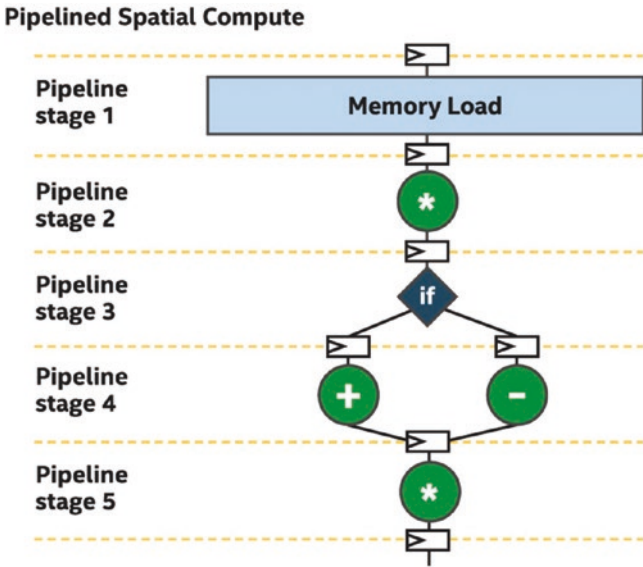 Pipelined Spatial Compute
Pipeline
stage 1
Memory Load
Pipeline
stage 2
*
Pipeline
stage 3
if
Pipeline
stage 4
+
-
Pipeline
stage 5
*